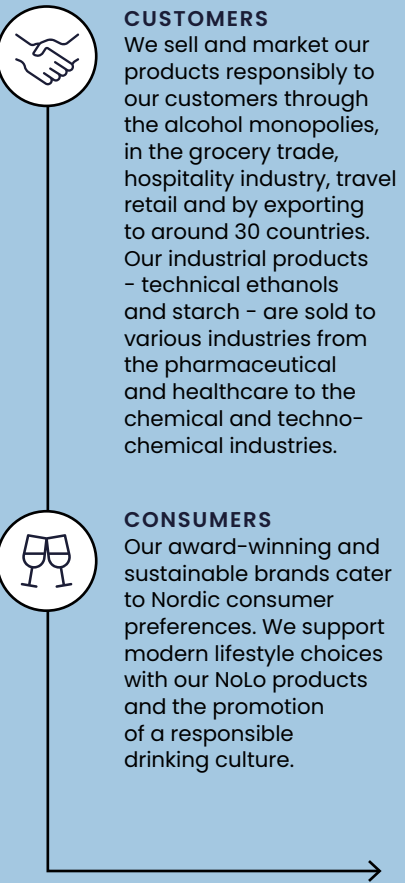 CUSTOMERS
We sell and market our
products responsibly to
our customers through
the alcohol monopolies,
in the grocery trade,
hospitality industry, travel
retail and by exporting
to around 30 countries.
Our industrial products
- technical ethanols
and starch - are sold to
various industries from
the pharmaceutical
and healthcare to the
chemical and techno-
chemical industries.
CONSUMERS
Our award-winning and
sustainable brands cater
to Nordic consumer
preferences. We support
modern lifestyle choices
with our NoLo products
and the promotion
of a responsible
drinking culture.